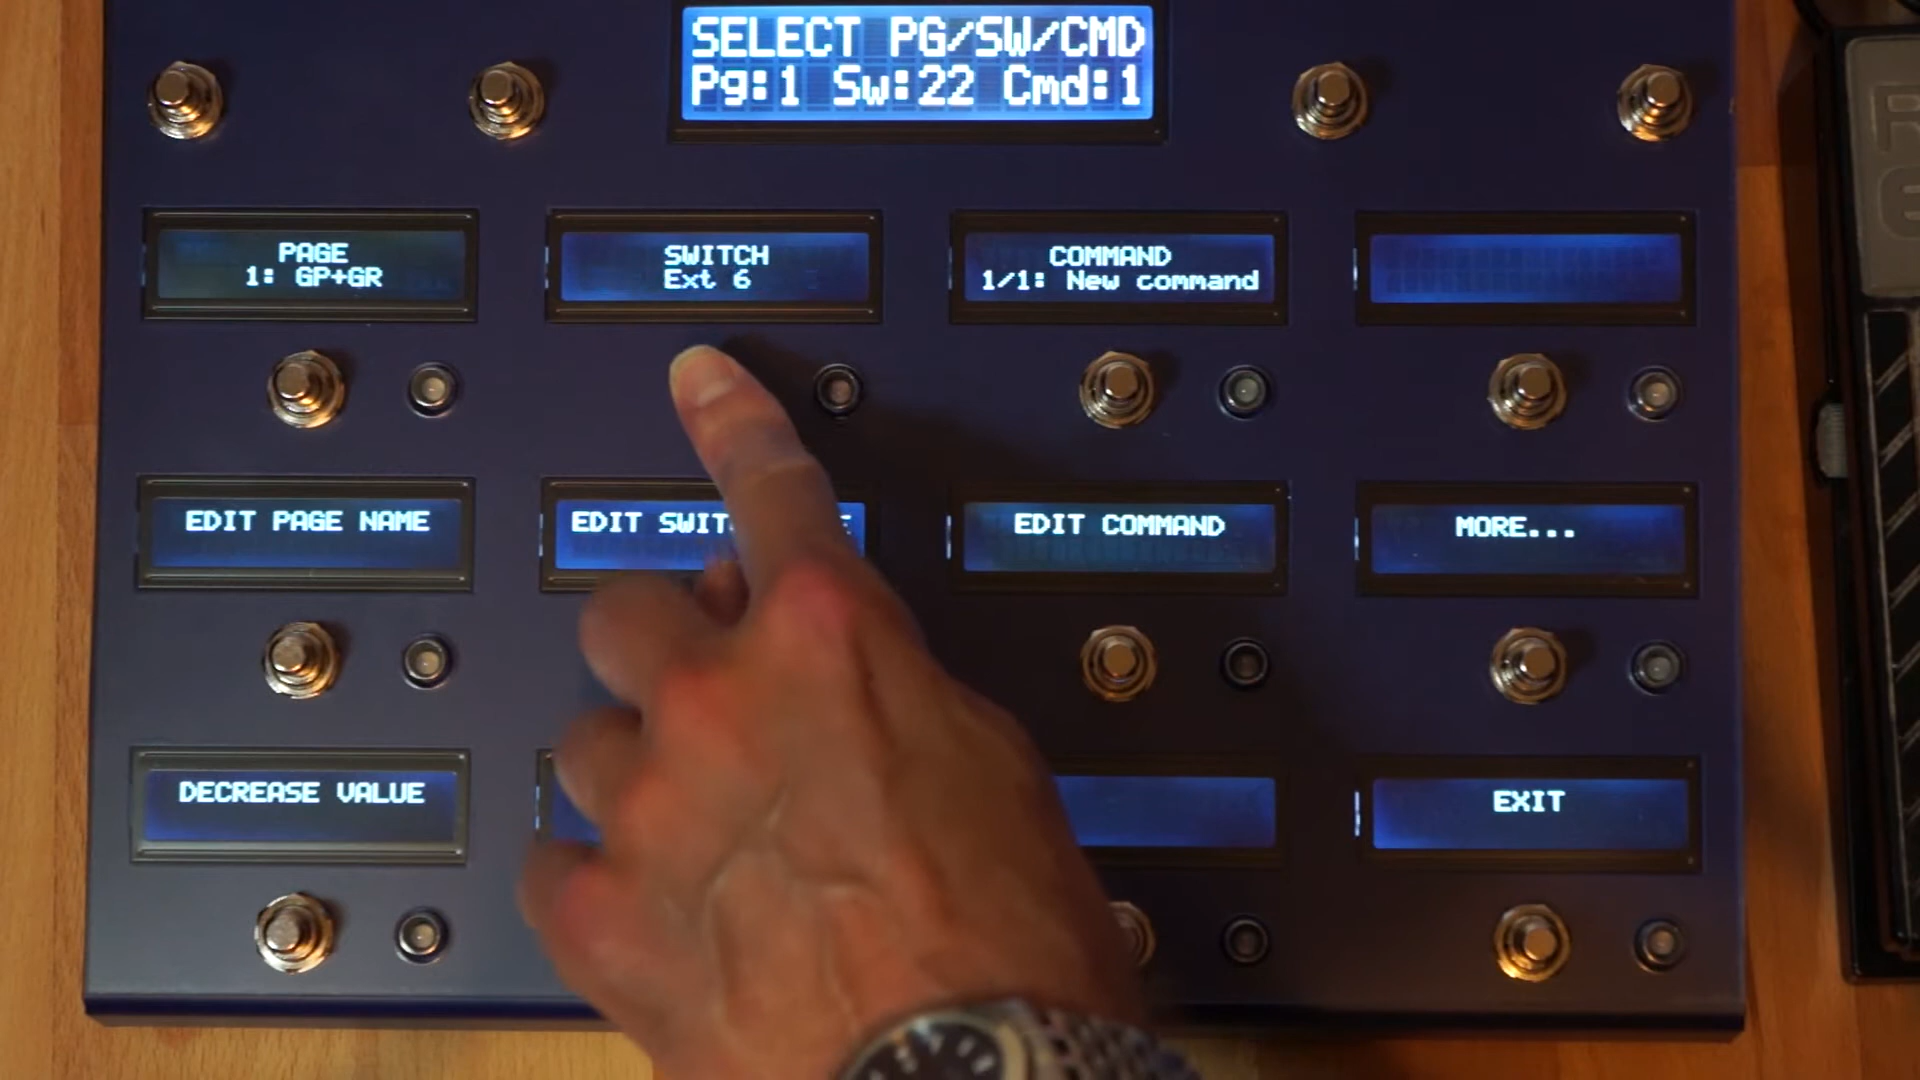 SELECT PG/SW/CMD
Pg:1 Sw:22 Cmd:1
PAGE
1: GP+GR
SWITCH
Ext 6
COMMAND
1/1: New command
EDIT PAGE NAME
EDIT
EDIT COMMAND
MORE...
DECREASE VALUE
EXIT